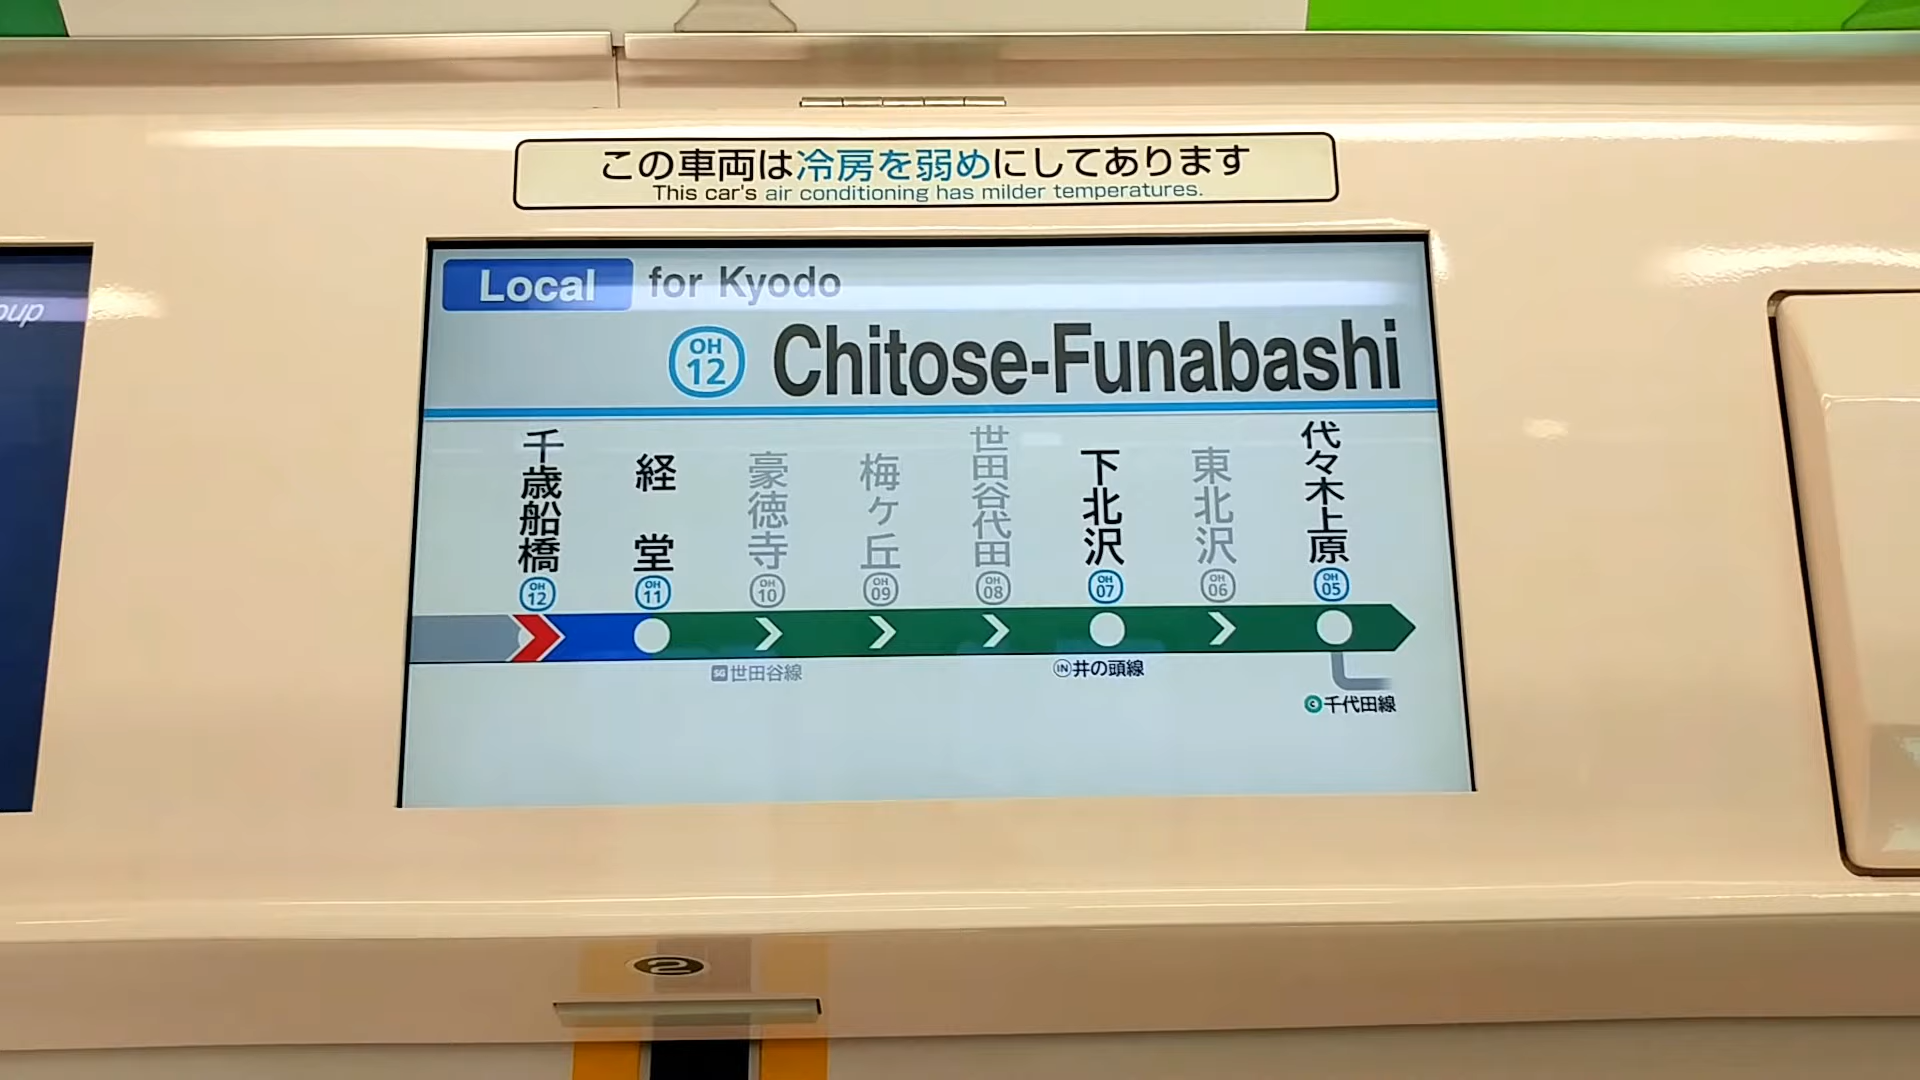 この車両は冷房を弱めにしてあります
This car's air conditioning has milder temperatures.
oup
Local for Kyodo
OH 12 Chitose-Funabashi
千歳船橋
経堂
豪徳寺
梅ヶ丘
世田谷代田
下北沢
東北沢
代々木上原
OH 12
OH 11
OH 10
OH 09
OH 08
OH 07
OH 06
OH 05
SG 世田谷線
IN 井の頭線
C 千代田線
2